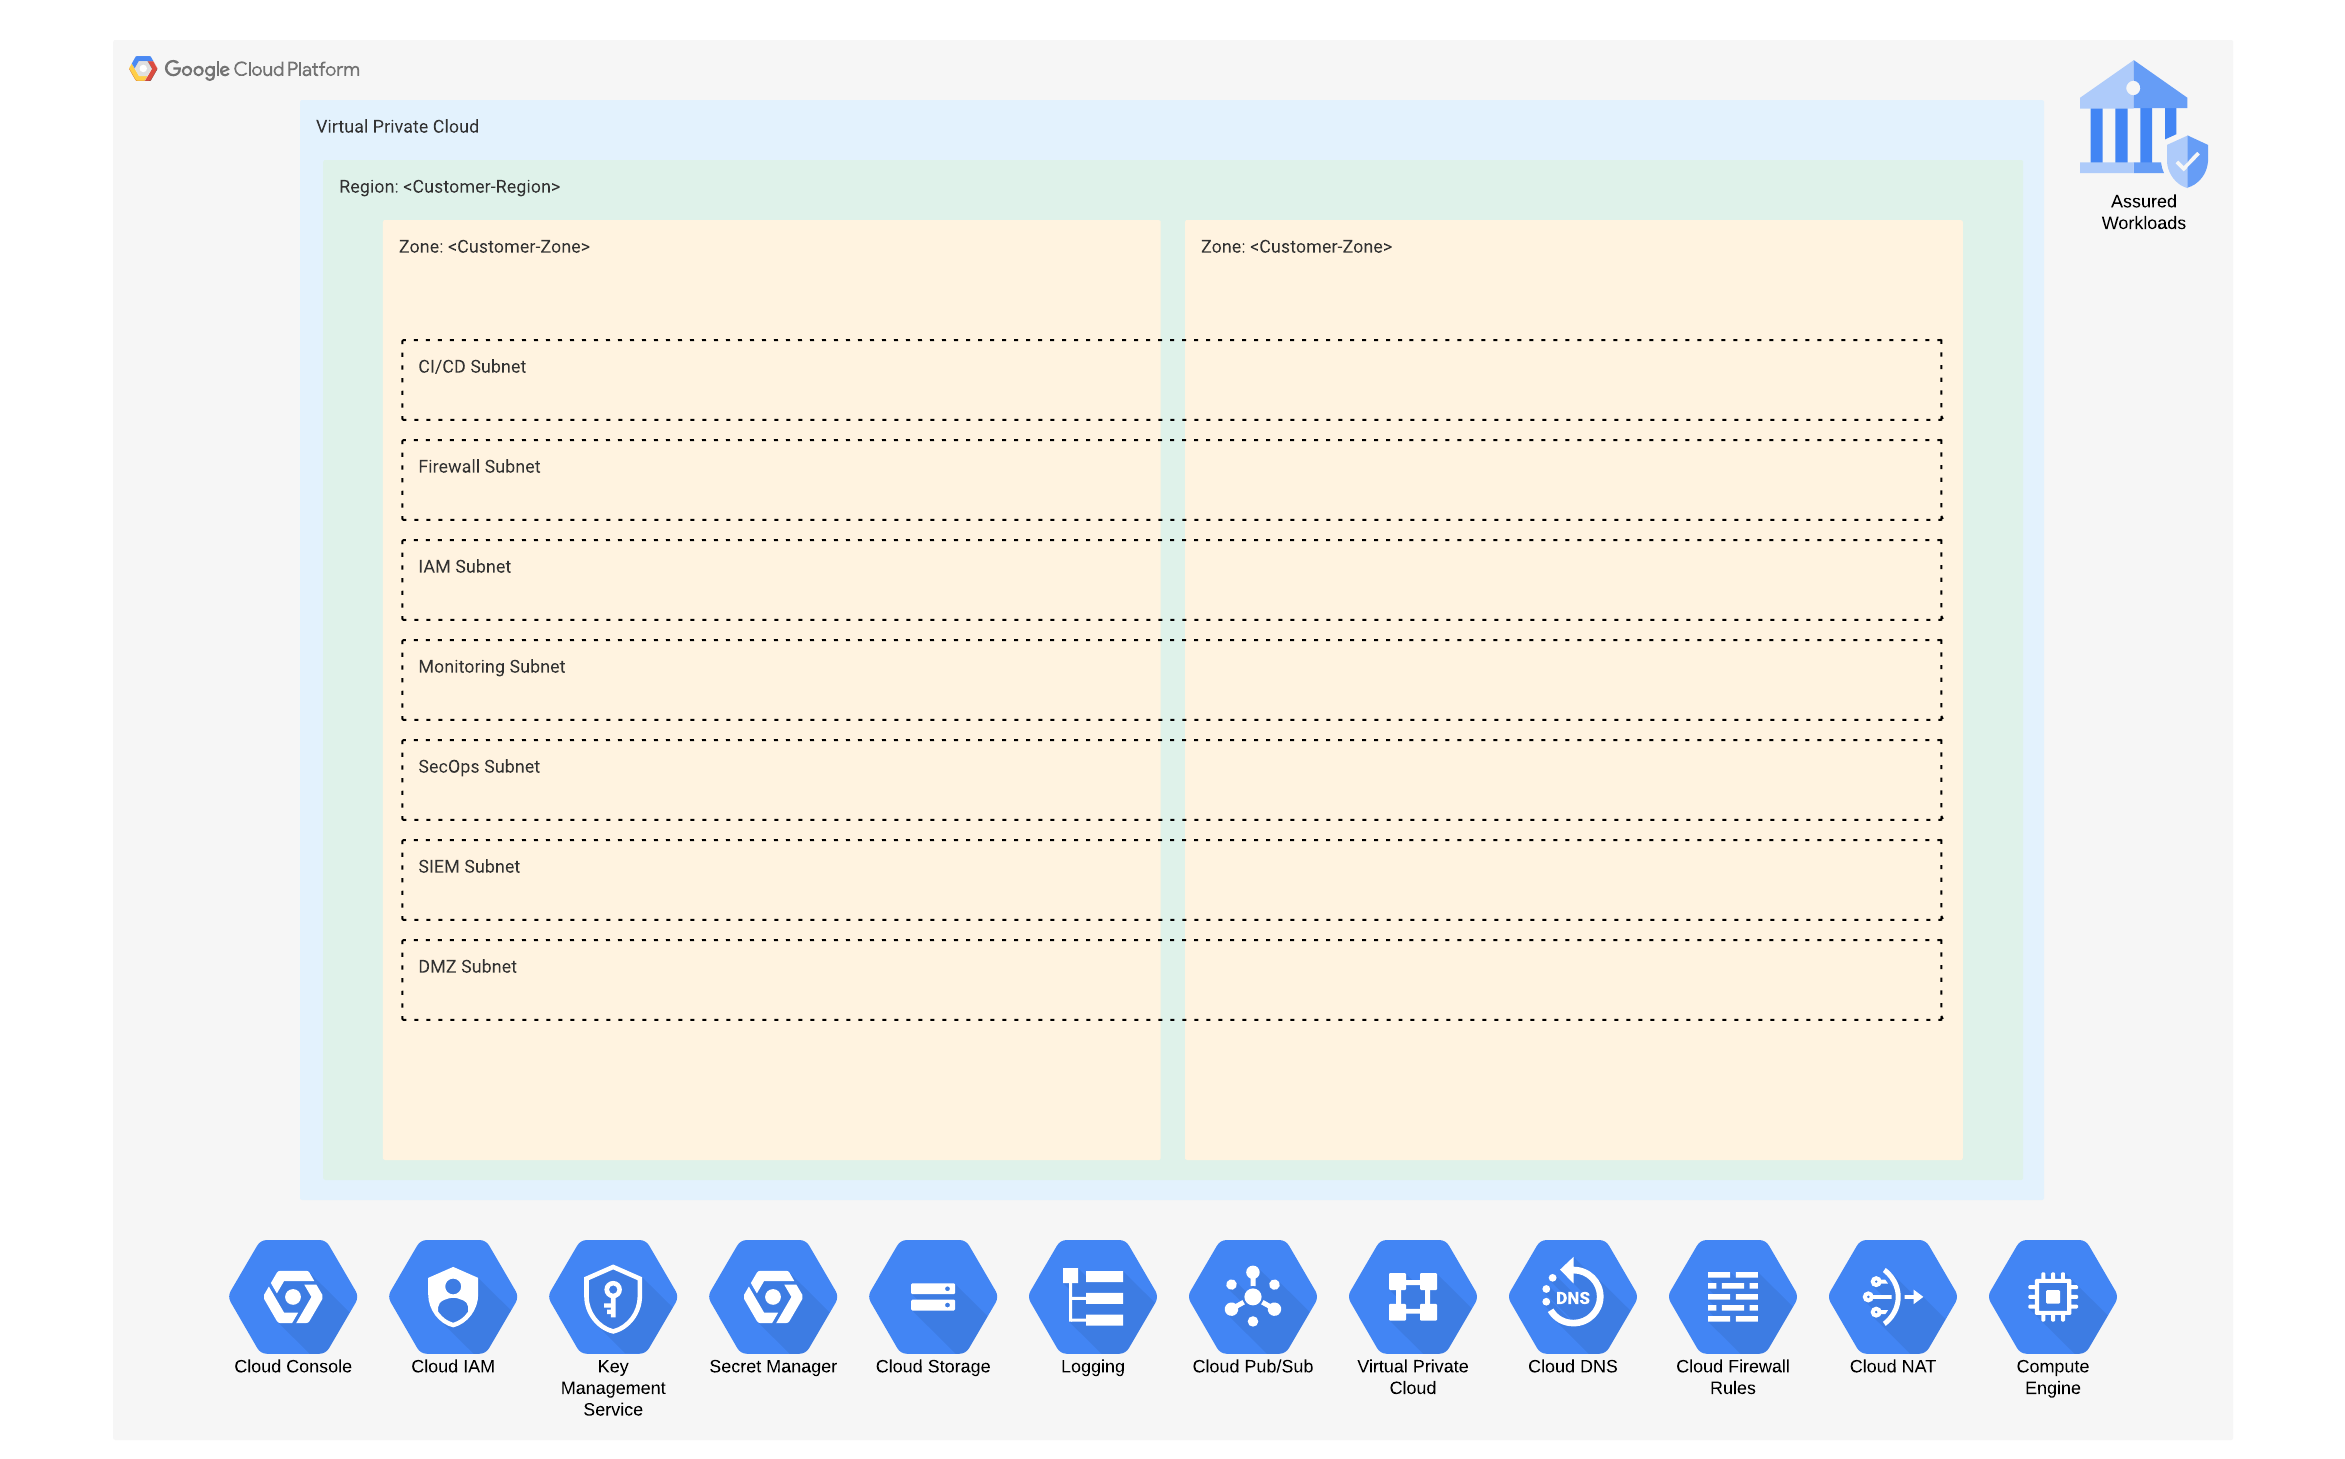 Google Cloud Platform
Assured
Workloads
Virtual Private Cloud
Region: <Customer-Region>
Zone: <Customer-Zone>
Zone: <Customer-Zone>
CI/CD Subnet
Firewall Subnet
IAM Subnet
Monitoring Subnet
SecOps Subnet
SIEM Subnet
DMZ Subnet
Cloud Console
Cloud IAM
Key
Management
Service
Secret Manager
Cloud Storage
Logging
Cloud Pub/Sub
Virtual Private
Cloud
DNS
Cloud DNS
Cloud Firewall
Rules
Cloud NAT
Compute
Engine